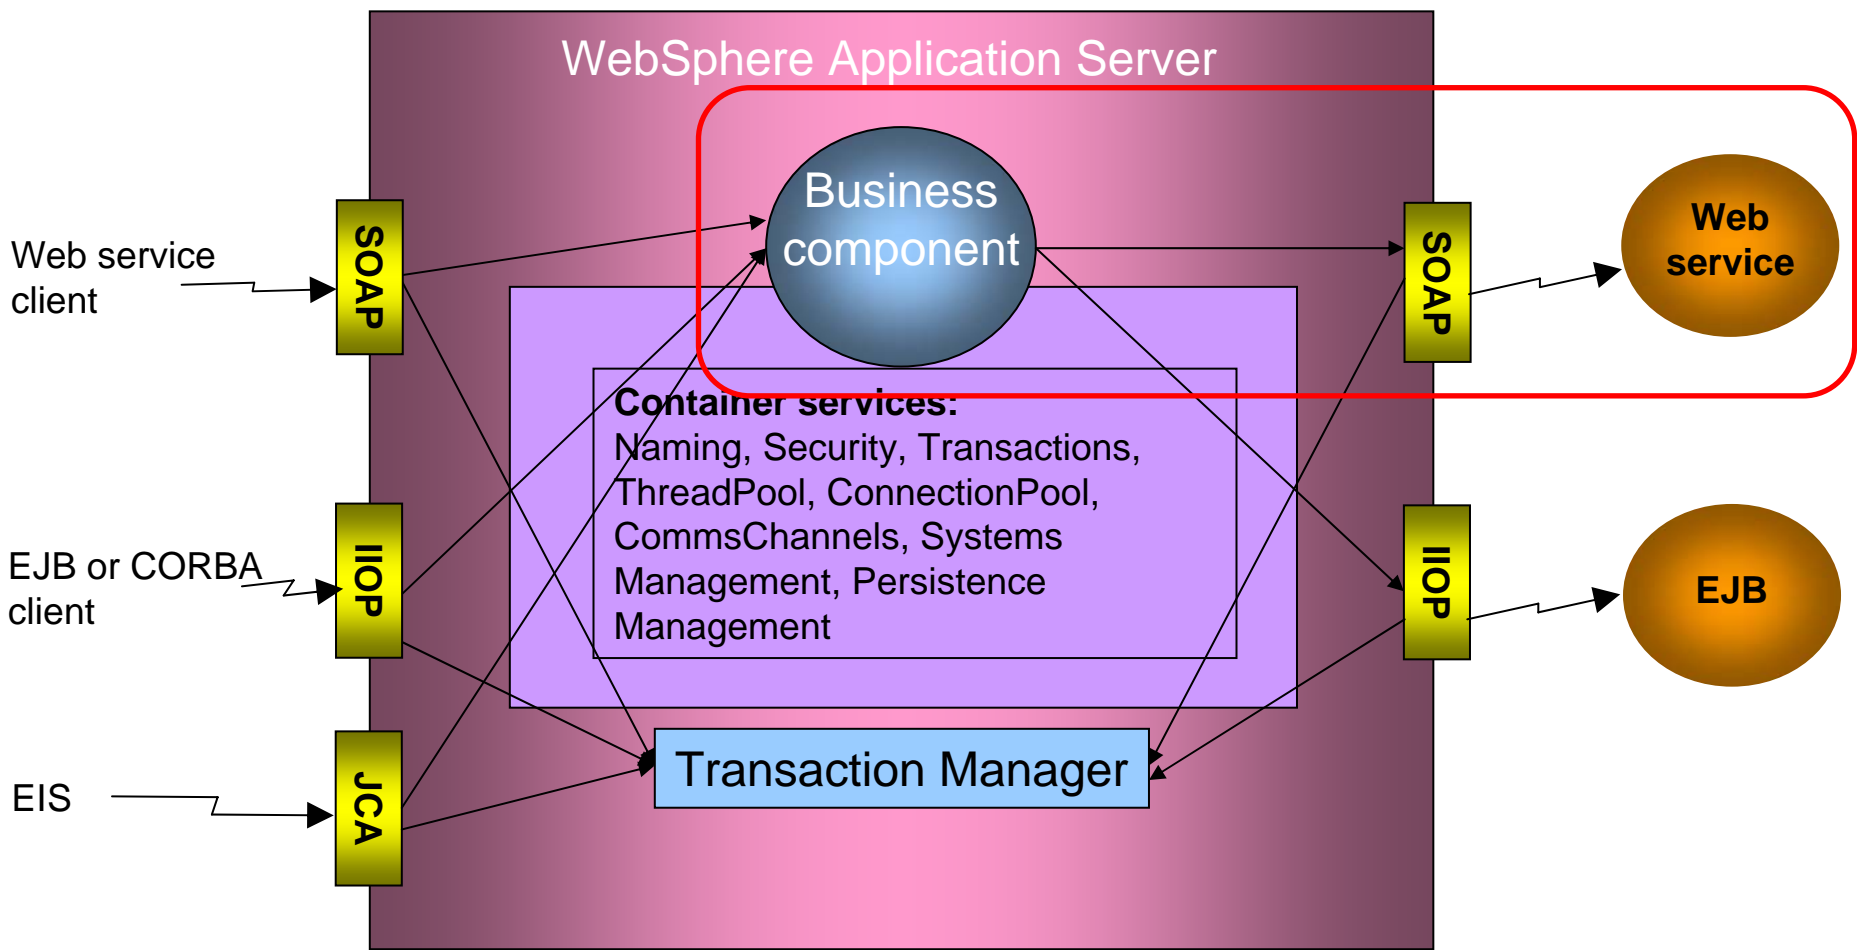 WebSphere Application Server
Business
component
Web service
client
SOAP
SOAP
Web
service
Container services:
Naming, Security, Transactions,
ThreadPool, ConnectionPool,
CommsChannels, Systems
Management, Persistence
Management
EJB or CORBA
client
IIOP
IIOP
EJB
Transaction Manager
EIS
JCA